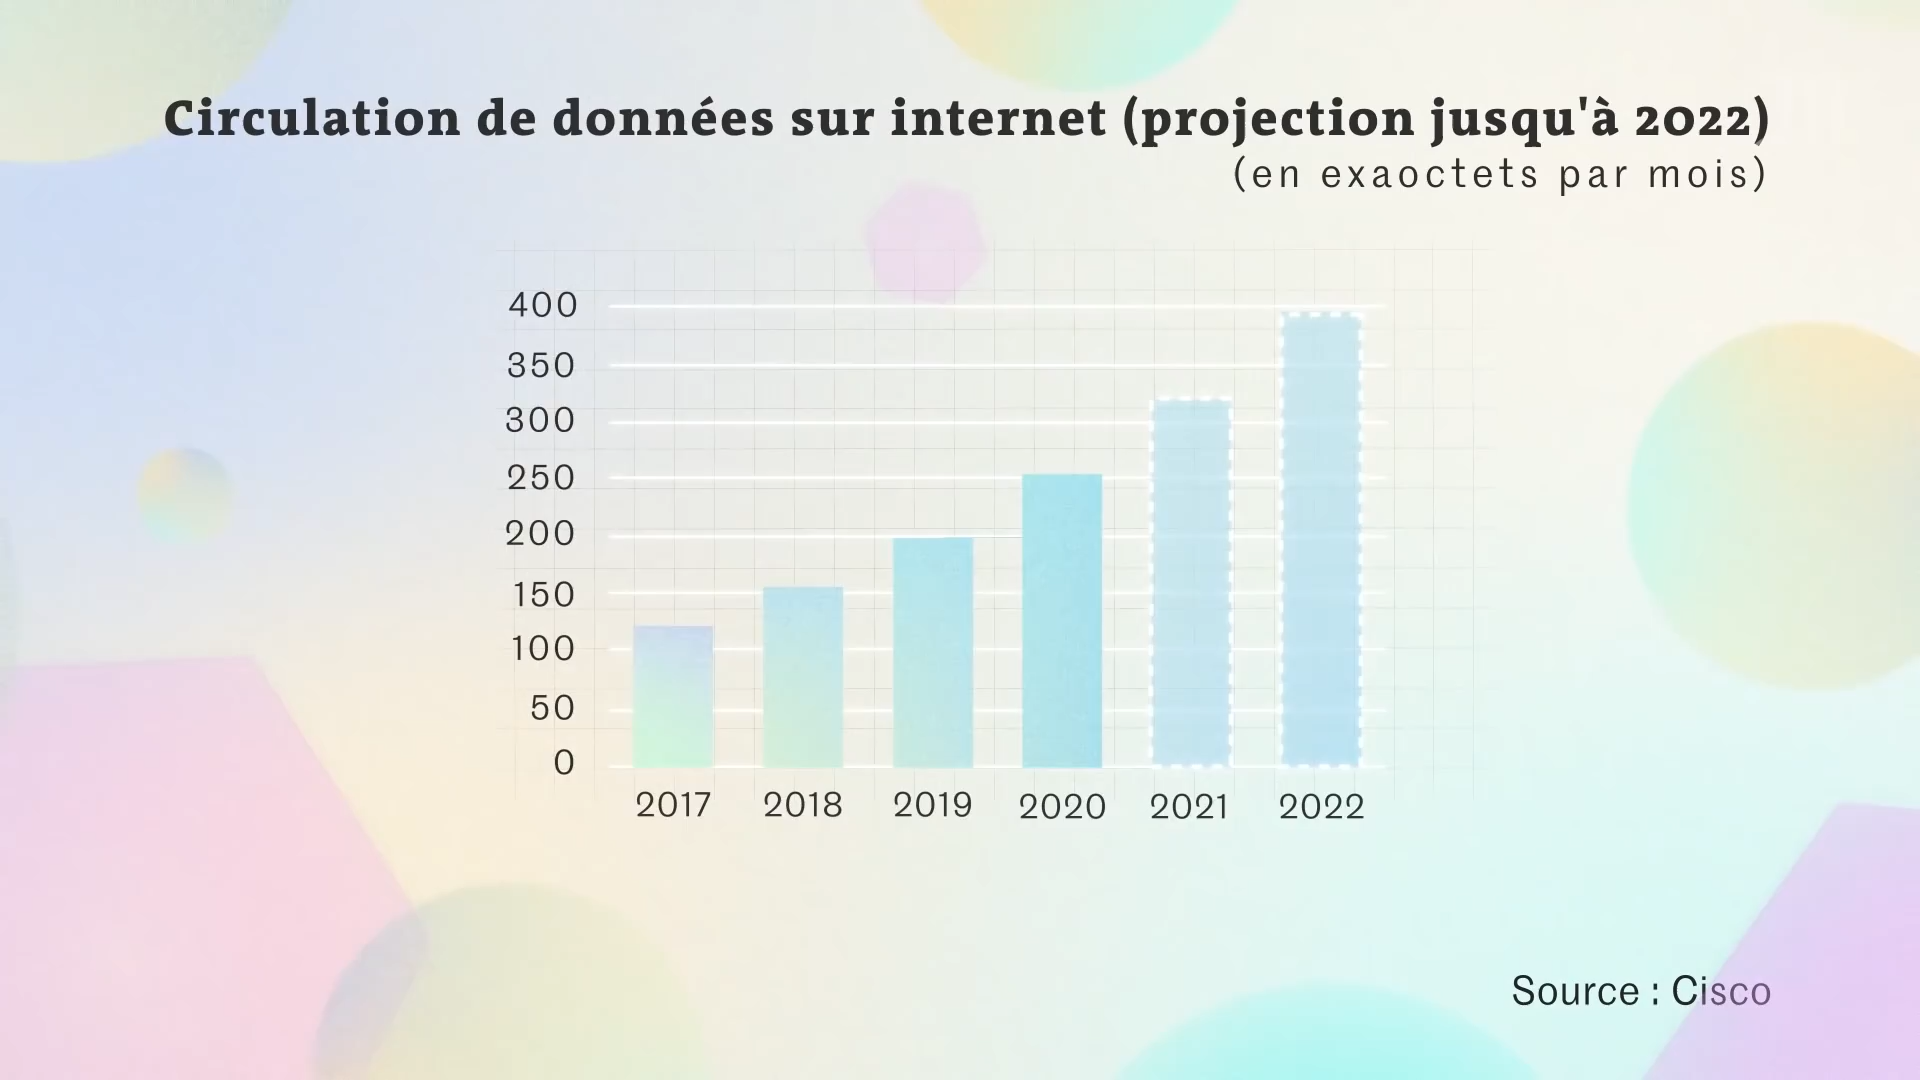 Circulation de données sur internet (projection jusqu'à 2022)
(en exaoctets par mois)
400
350
300
250
200
150
100
50
0
2017 2018 2019 2020 2021 2022
Source : Cisco